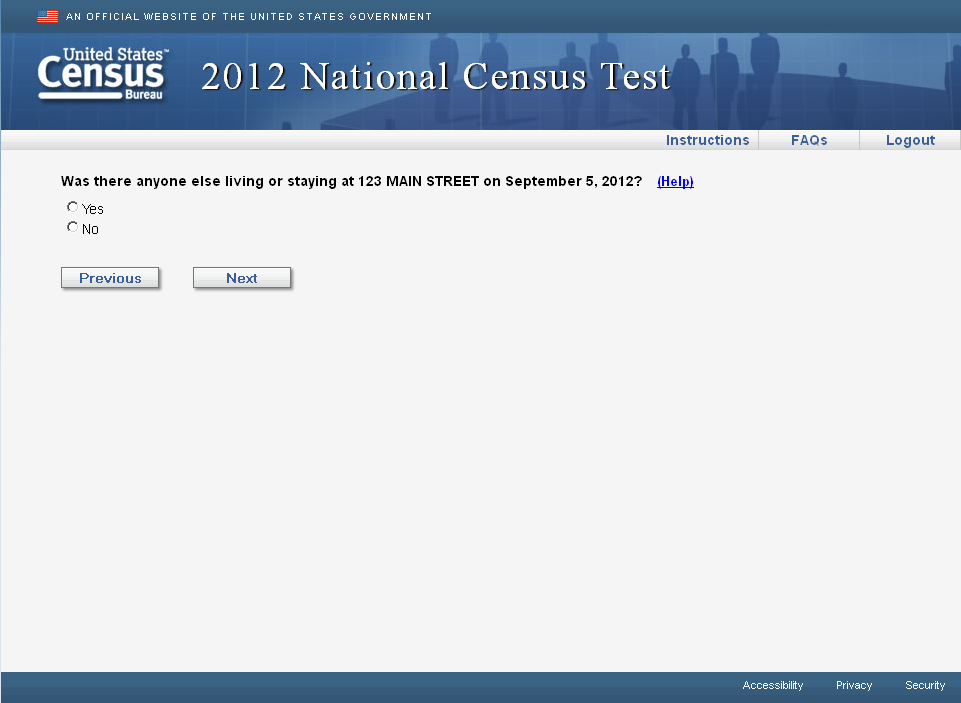 AN OFFICIAL WEBSITE OF THE UNITED STATES GOVERNMENT
United States™
Census
Bureau
2012 National Census Test
Instructions FAQs Logout
Was there anyone else living or staying at 123 MAIN STREET on September 5, 2012? (Help)
Yes
No
Previous Next
Accessibility Privacy Security